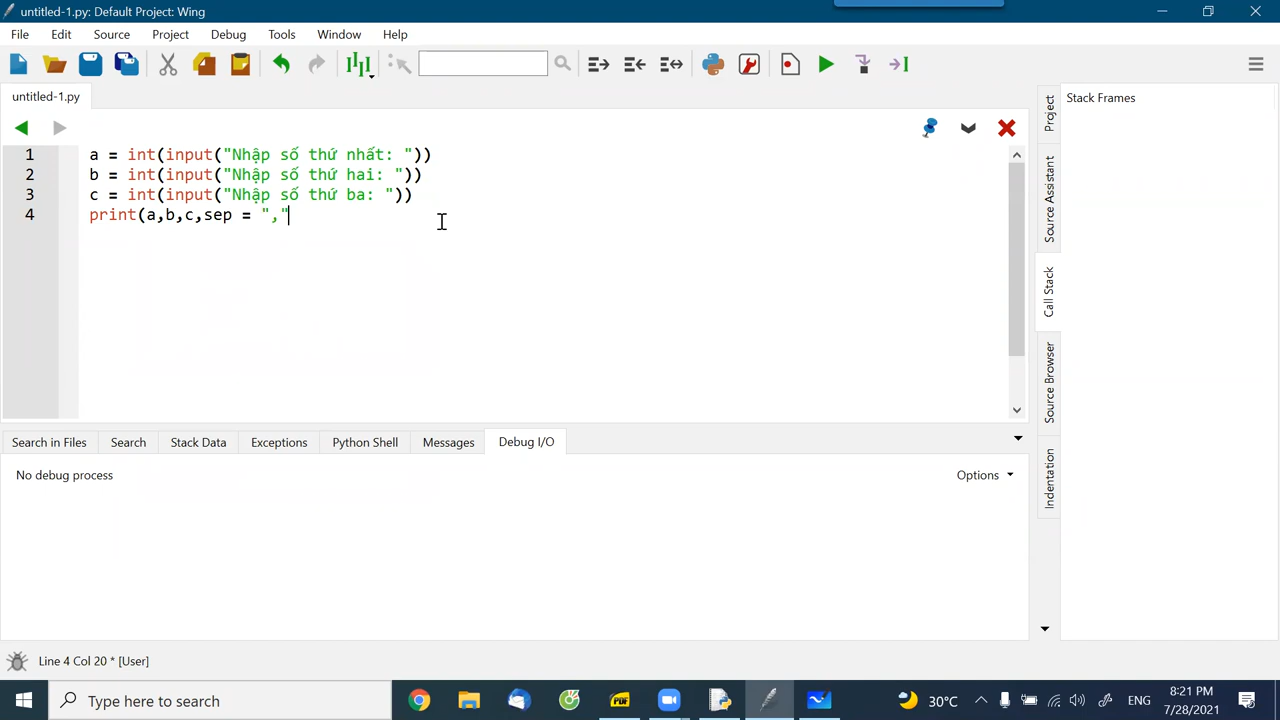 untitled-1.py: Default Project: Wing
File Edit Source Project Debug Tools Window Help
untitled-1.py
1 a = int(input("Nhập số thứ nhất: "))
2 b = int(input("Nhập số thứ hai: "))
3 c = int(input("Nhập số thứ ba: "))
4 print(a,b,c,sep = ","
Stack Frames
Project
Source Assistant
Call Stack
Source Browser
Indentation
Search in Files Search Stack Data Exceptions Python Shell Messages Debug I/O
No debug process Options
Line 4 Col 20 * [User]
Type here to search
PDF
30°C ENG 8:21 PM
7/28/2021